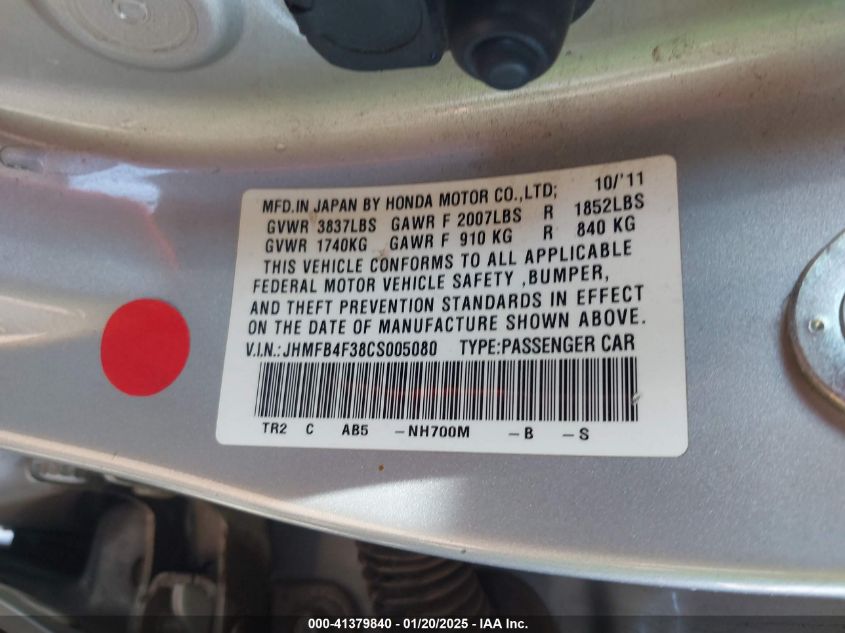 MFD.IN JAPAN BY HONDA MOTOR CO.,LTD; 10/'11
GVWR 3837LBS GAWR F 2007LBS R 1852LBS
GVWR 1740KG GAWR F 910 KG R 840 KG
THIS VEHICLE CONFORMS TO ALL APPLICABLE
FEDERAL MOTOR VEHICLE SAFETY ,BUMPER,
AND THEFT PREVENTION STANDARDS IN EFFECT
ON THE DATE OF MANUFACTURE SHOWN ABOVE.
V.I.N.:JHMFB4F38CS005080 TYPE:PASSENGER CAR
TR2 C AB5 -NH700M -B -S
000-41379840 - 01/20/2025 - IAA Inc.